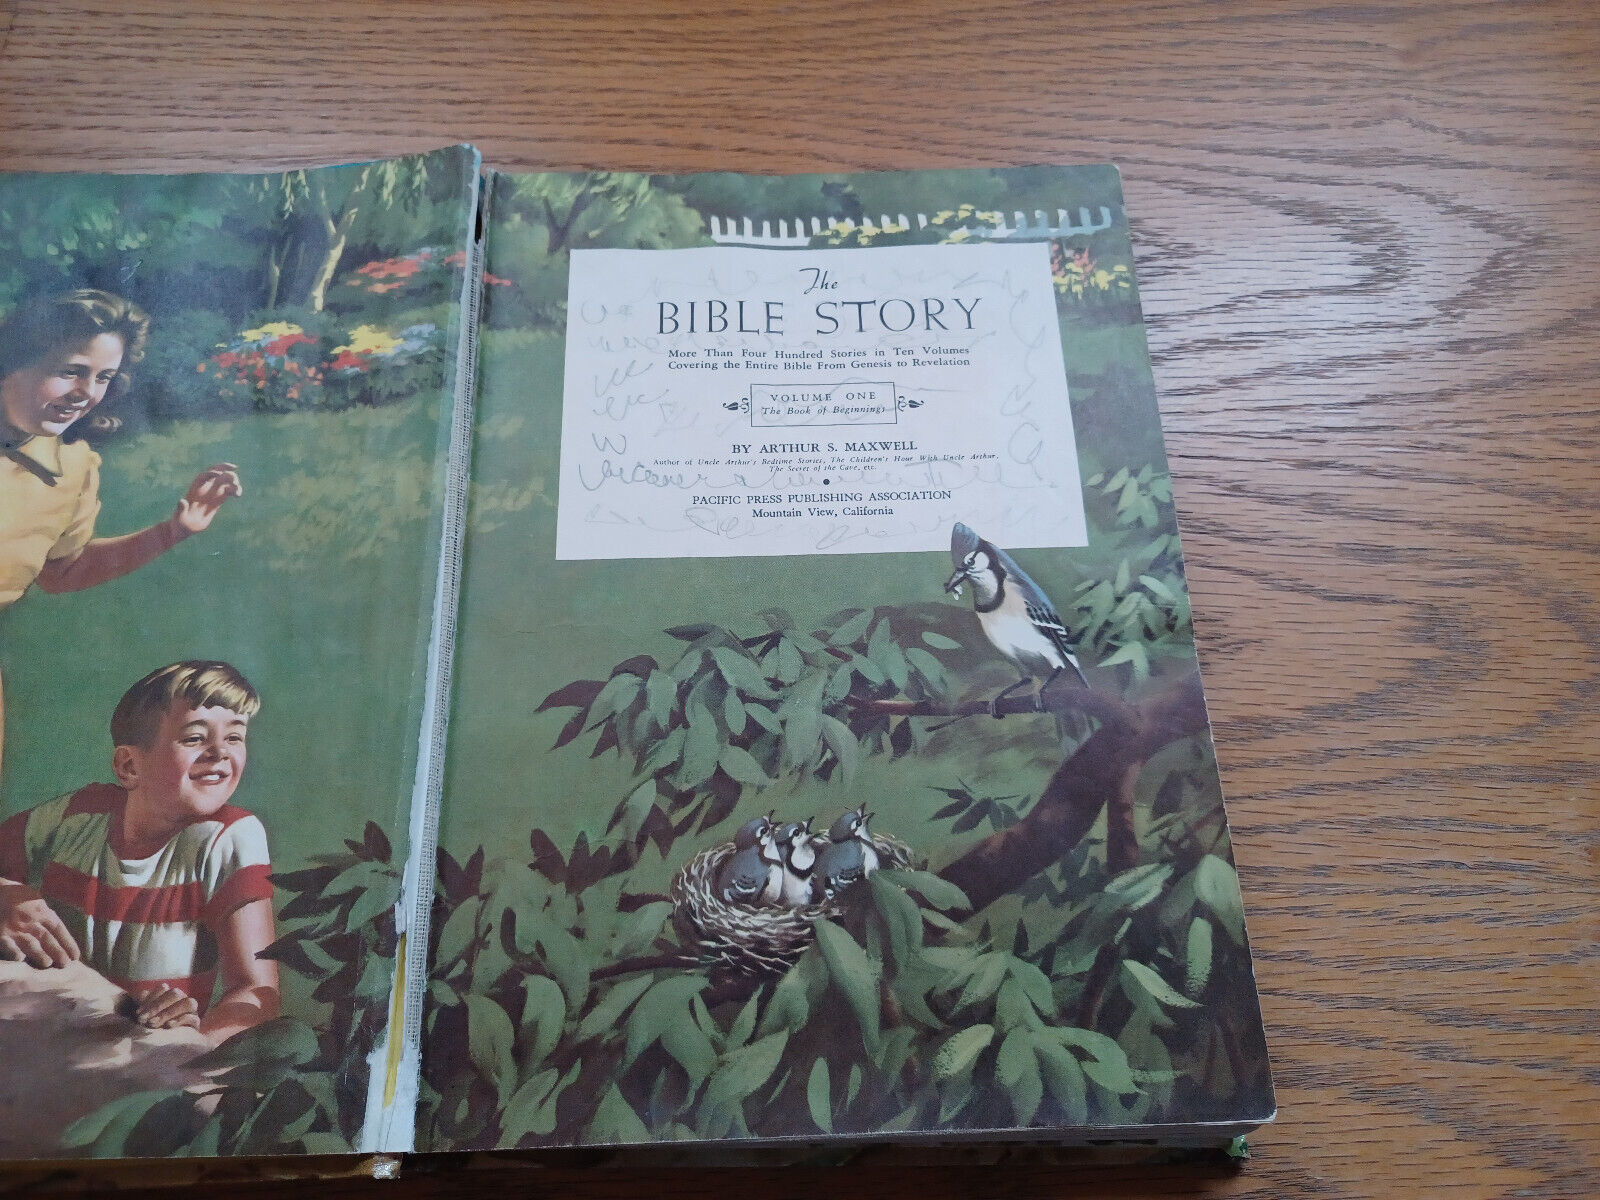 The
BIBLE STORY
More Than Four Hundred Stories in Ten Volumes
Covering the Entire Bible From Genesis to Revelation
VOLUME ONE
The Book of Beginnings
BY ARTHUR S. MAXWELL
Author of Uncle Arthur's Bedtime Stories, The Children's Hour With Uncle Arthur,
The Secret of the Cave, etc.
PACIFIC PRESS PUBLISHING ASSOCIATION
Mountain View, California